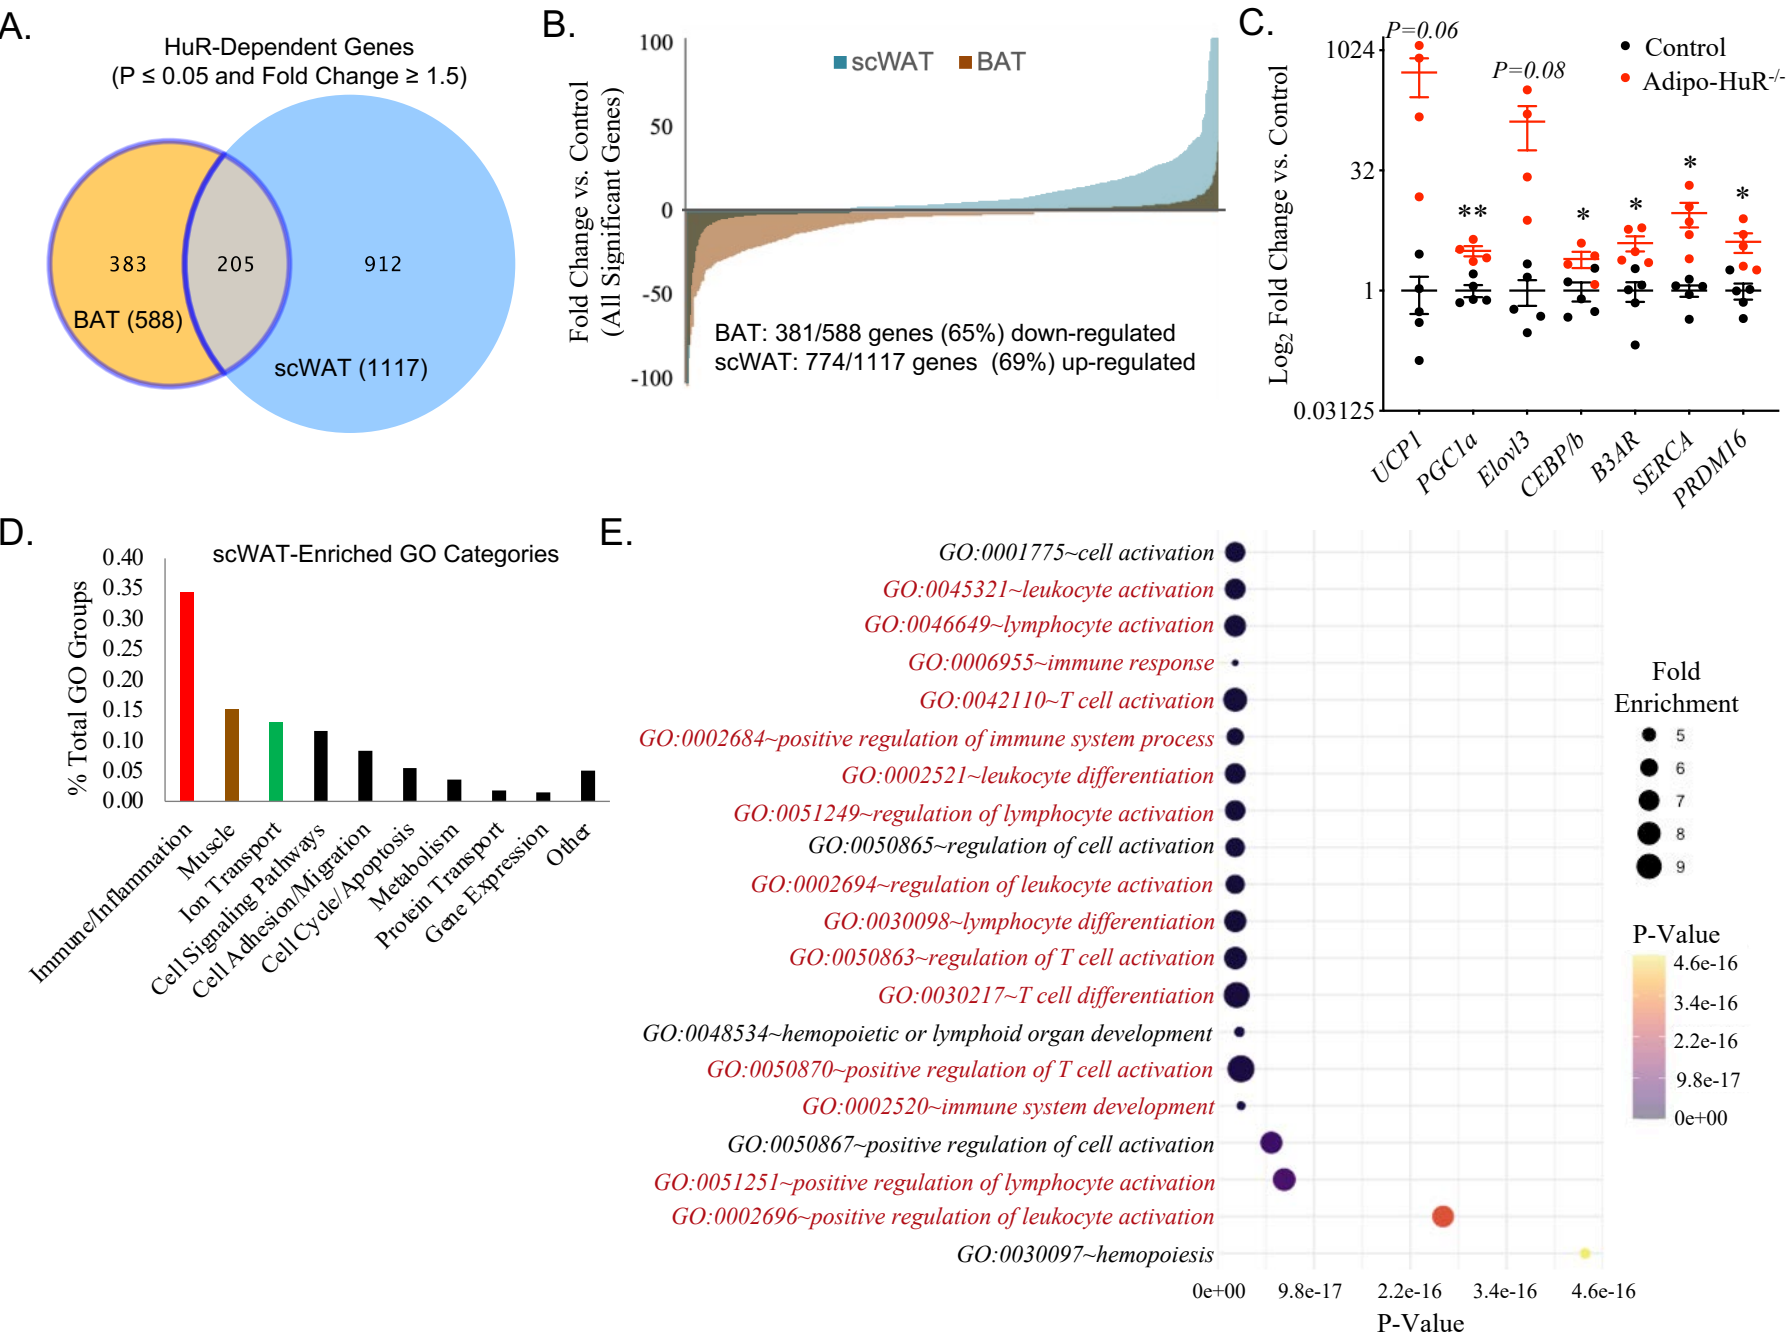 A.
HuR-Dependent Genes
(P ≤ 0.05 and Fold Change ≥ 1.5)
383
205
912
BAT (588)
scWAT (1117)
B.
Fold Change vs. Control
(All Significant Genes)
100
50
0
-50
-100
scWAT
BAT
BAT: 381/588 genes (65%) down-regulated
scWAT: 774/1117 genes (69%) up-regulated
C.
Log2 Fold Change vs. Control
1024
32
1
0.03125
P=0.06
P=0.08
Control
Adipo-HuR-/-
**
*
*
*
*
UCP1
PGC1a
Elovl3
CEBP/b
B3AR
SERCA
PRDM16
D.
scWAT-Enriched GO Categories
% Total GO Groups
0.40
0.35
0.30
0.25
0.20
0.15
0.10
0.05
0.00
Immune/Inflammation
Muscle
Ion Transport
Cell Signaling Pathways
Cell Adhesion/Migration
Cell Cycle/Apoptosis
Metabolism
Protein Transport
Gene Expression
Other
E.
GO:0001775~cell activation
GO:0045321~leukocyte activation
GO:0046649~lymphocyte activation
GO:0006955~immune response
GO:0042110~T cell activation
GO:0002684~positive regulation of immune system process
GO:0002521~leukocyte differentiation
GO:0051249~regulation of lymphocyte activation
GO:0050865~regulation of cell activation
GO:0002694~regulation of leukocyte activation
GO:0030098~lymphocyte differentiation
GO:0050863~regulation of T cell activation
GO:0030217~T cell differentiation
GO:0048534~hemopoietic or lymphoid organ development
GO:0050870~positive regulation of T cell activation
GO:0002520~immune system development
GO:0050867~positive regulation of cell activation
GO:0051251~positive regulation of lymphocyte activation
GO:0002696~positive regulation of leukocyte activation
GO:0030097~hemopoiesis
0e+00
9.8e-17
2.2e-16
3.4e-16
4.6e-16
P-Value
Fold
Enrichment
5
6
7
8
9
P-Value
4.6e-16
3.4e-16
2.2e-16
9.8e-17
0e+00